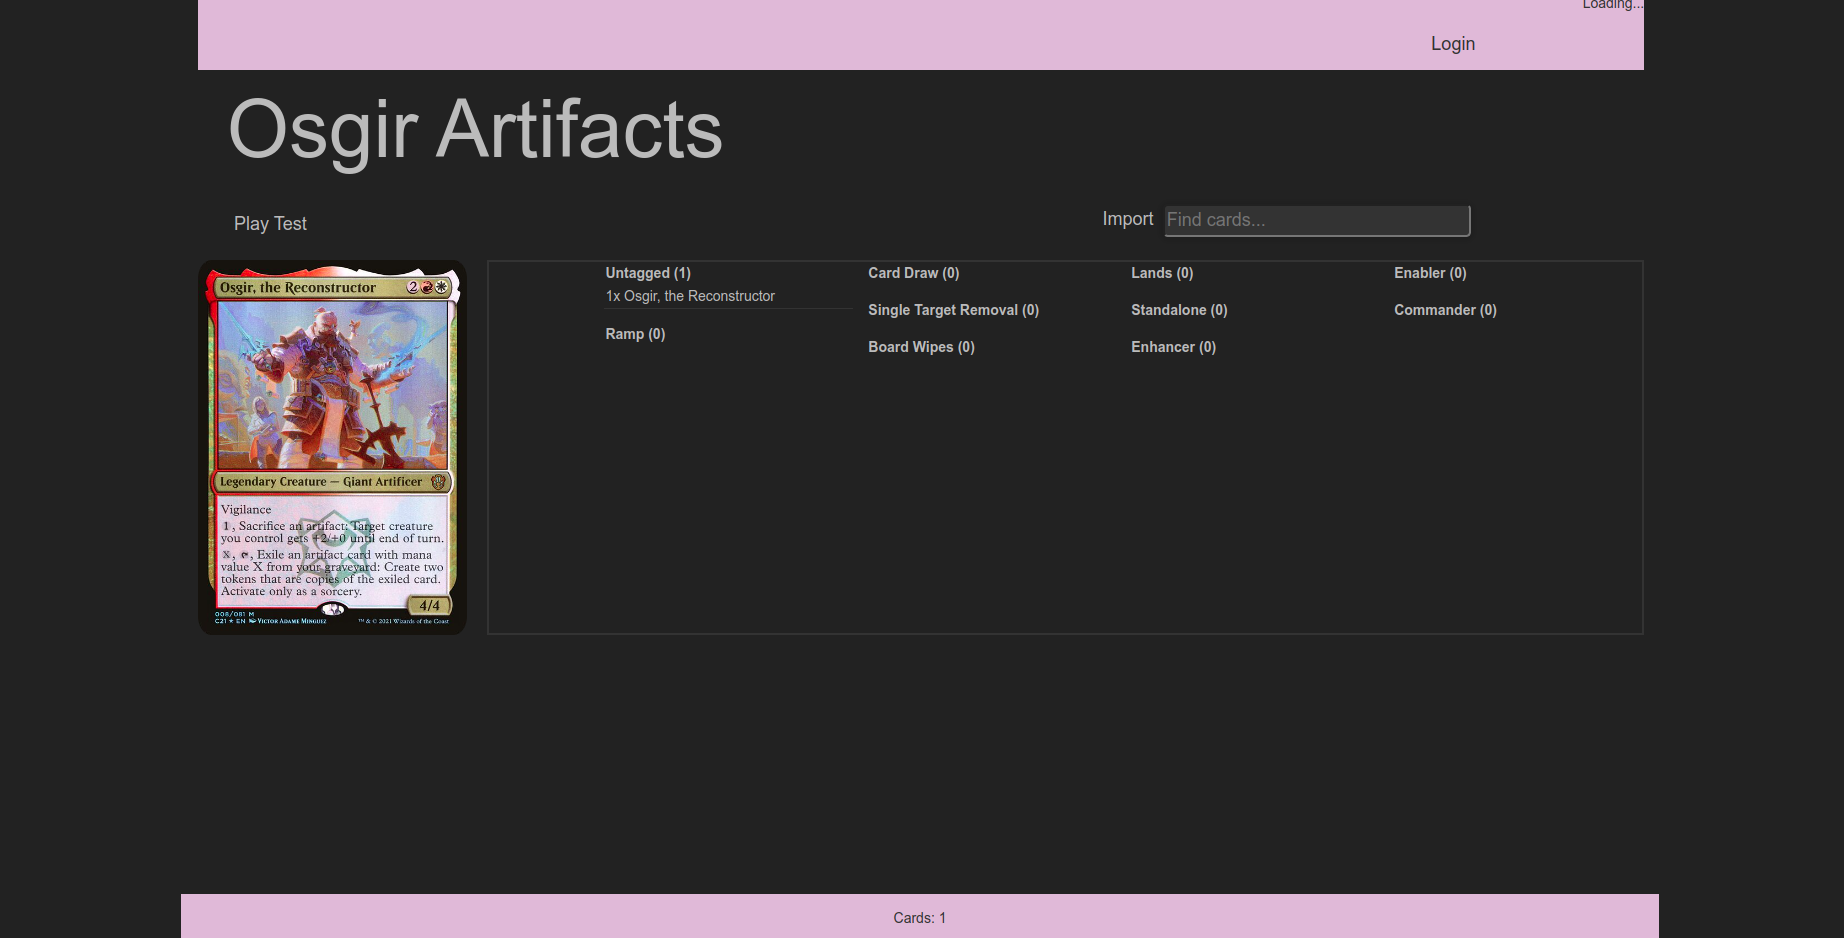 Loading...
Login
Osgir Artifacts
Play Test
Import
Find cards...
Osgir, the Reconstructor
2
Legendary Creature — Giant Artificer
Vigilance
1, Sacrifice an artifact: Target creature
you control gets +2/+0 until end of turn.
X, , Exile an artifact card with mana
value X from your graveyard: Create two
tokens that are copies of the exiled card.
Activate only as a sorcery.
4/4
008/081 M
C21 ★ EN Victor Adame Minguez
™ & © 2021 Wizards of the Coast
Untagged (1)
1x Osgir, the Reconstructor
Ramp (0)
Card Draw (0)
Single Target Removal (0)
Board Wipes (0)
Lands (0)
Standalone (0)
Enhancer (0)
Enabler (0)
Commander (0)
Cards: 1